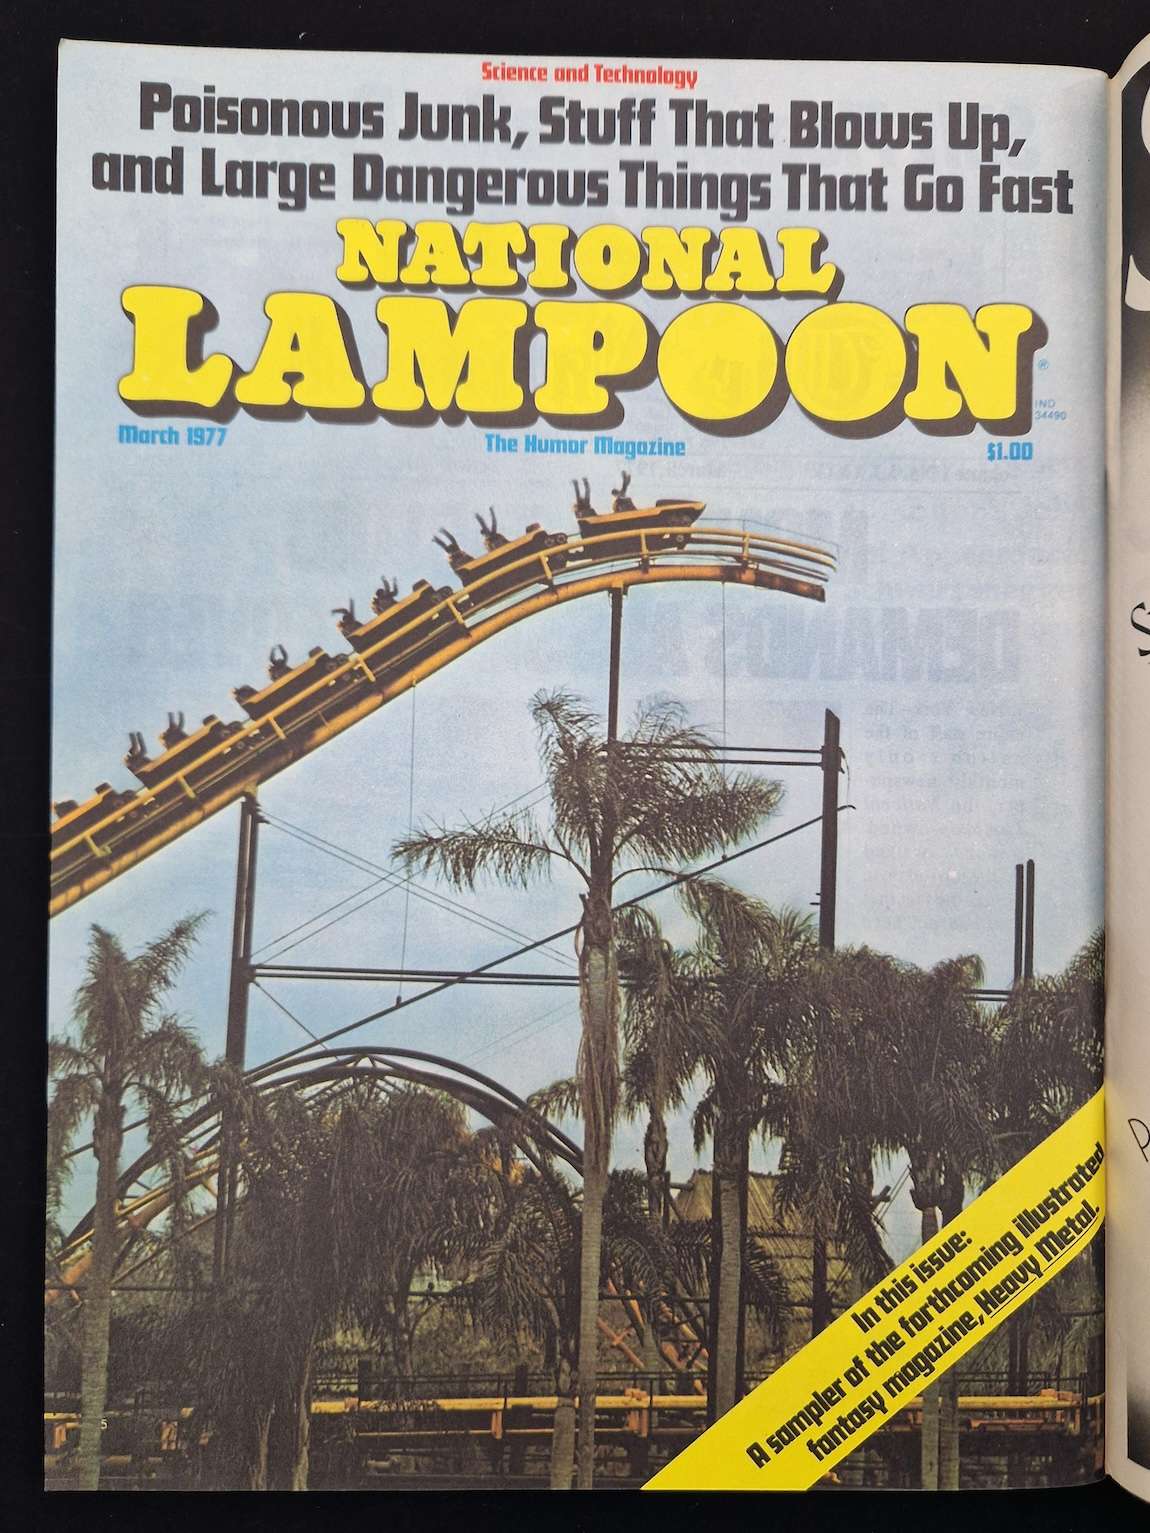 Science and Technology
Poisonous Junk, Stuff That Blows Up,
and Large Dangerous Things That Go Fast
NATIONAL
LAMPOON
®
IND
34490
March 1977
The Humor Magazine
$1.00
In this issue:
A sampler of the forthcoming illustrated
fantasy magazine, Heavy Metal.
5